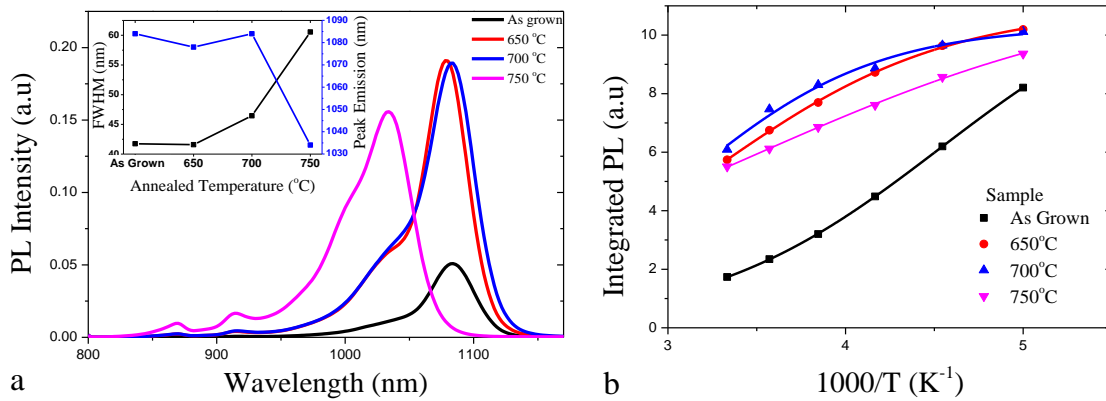 PL Intensity (a.u)
0.20
0.15
0.10
0.05
0.00
800
900
1000
1100
Wavelength (nm)
a
As grown
650 °C
700 °C
750 °C
FWHM (nm)
60
55
50
45
40
1090
1080
1070
1060
1050
1040
1030
Peak Emission (nm)
As Grown
650
700
750
Annealed Temperature (°C)
Integrated PL (a.u)
10
8
6
4
2
0
3
4
5
1000/T (K⁻¹)
b
Sample
As Grown
650°C
700°C
750°C